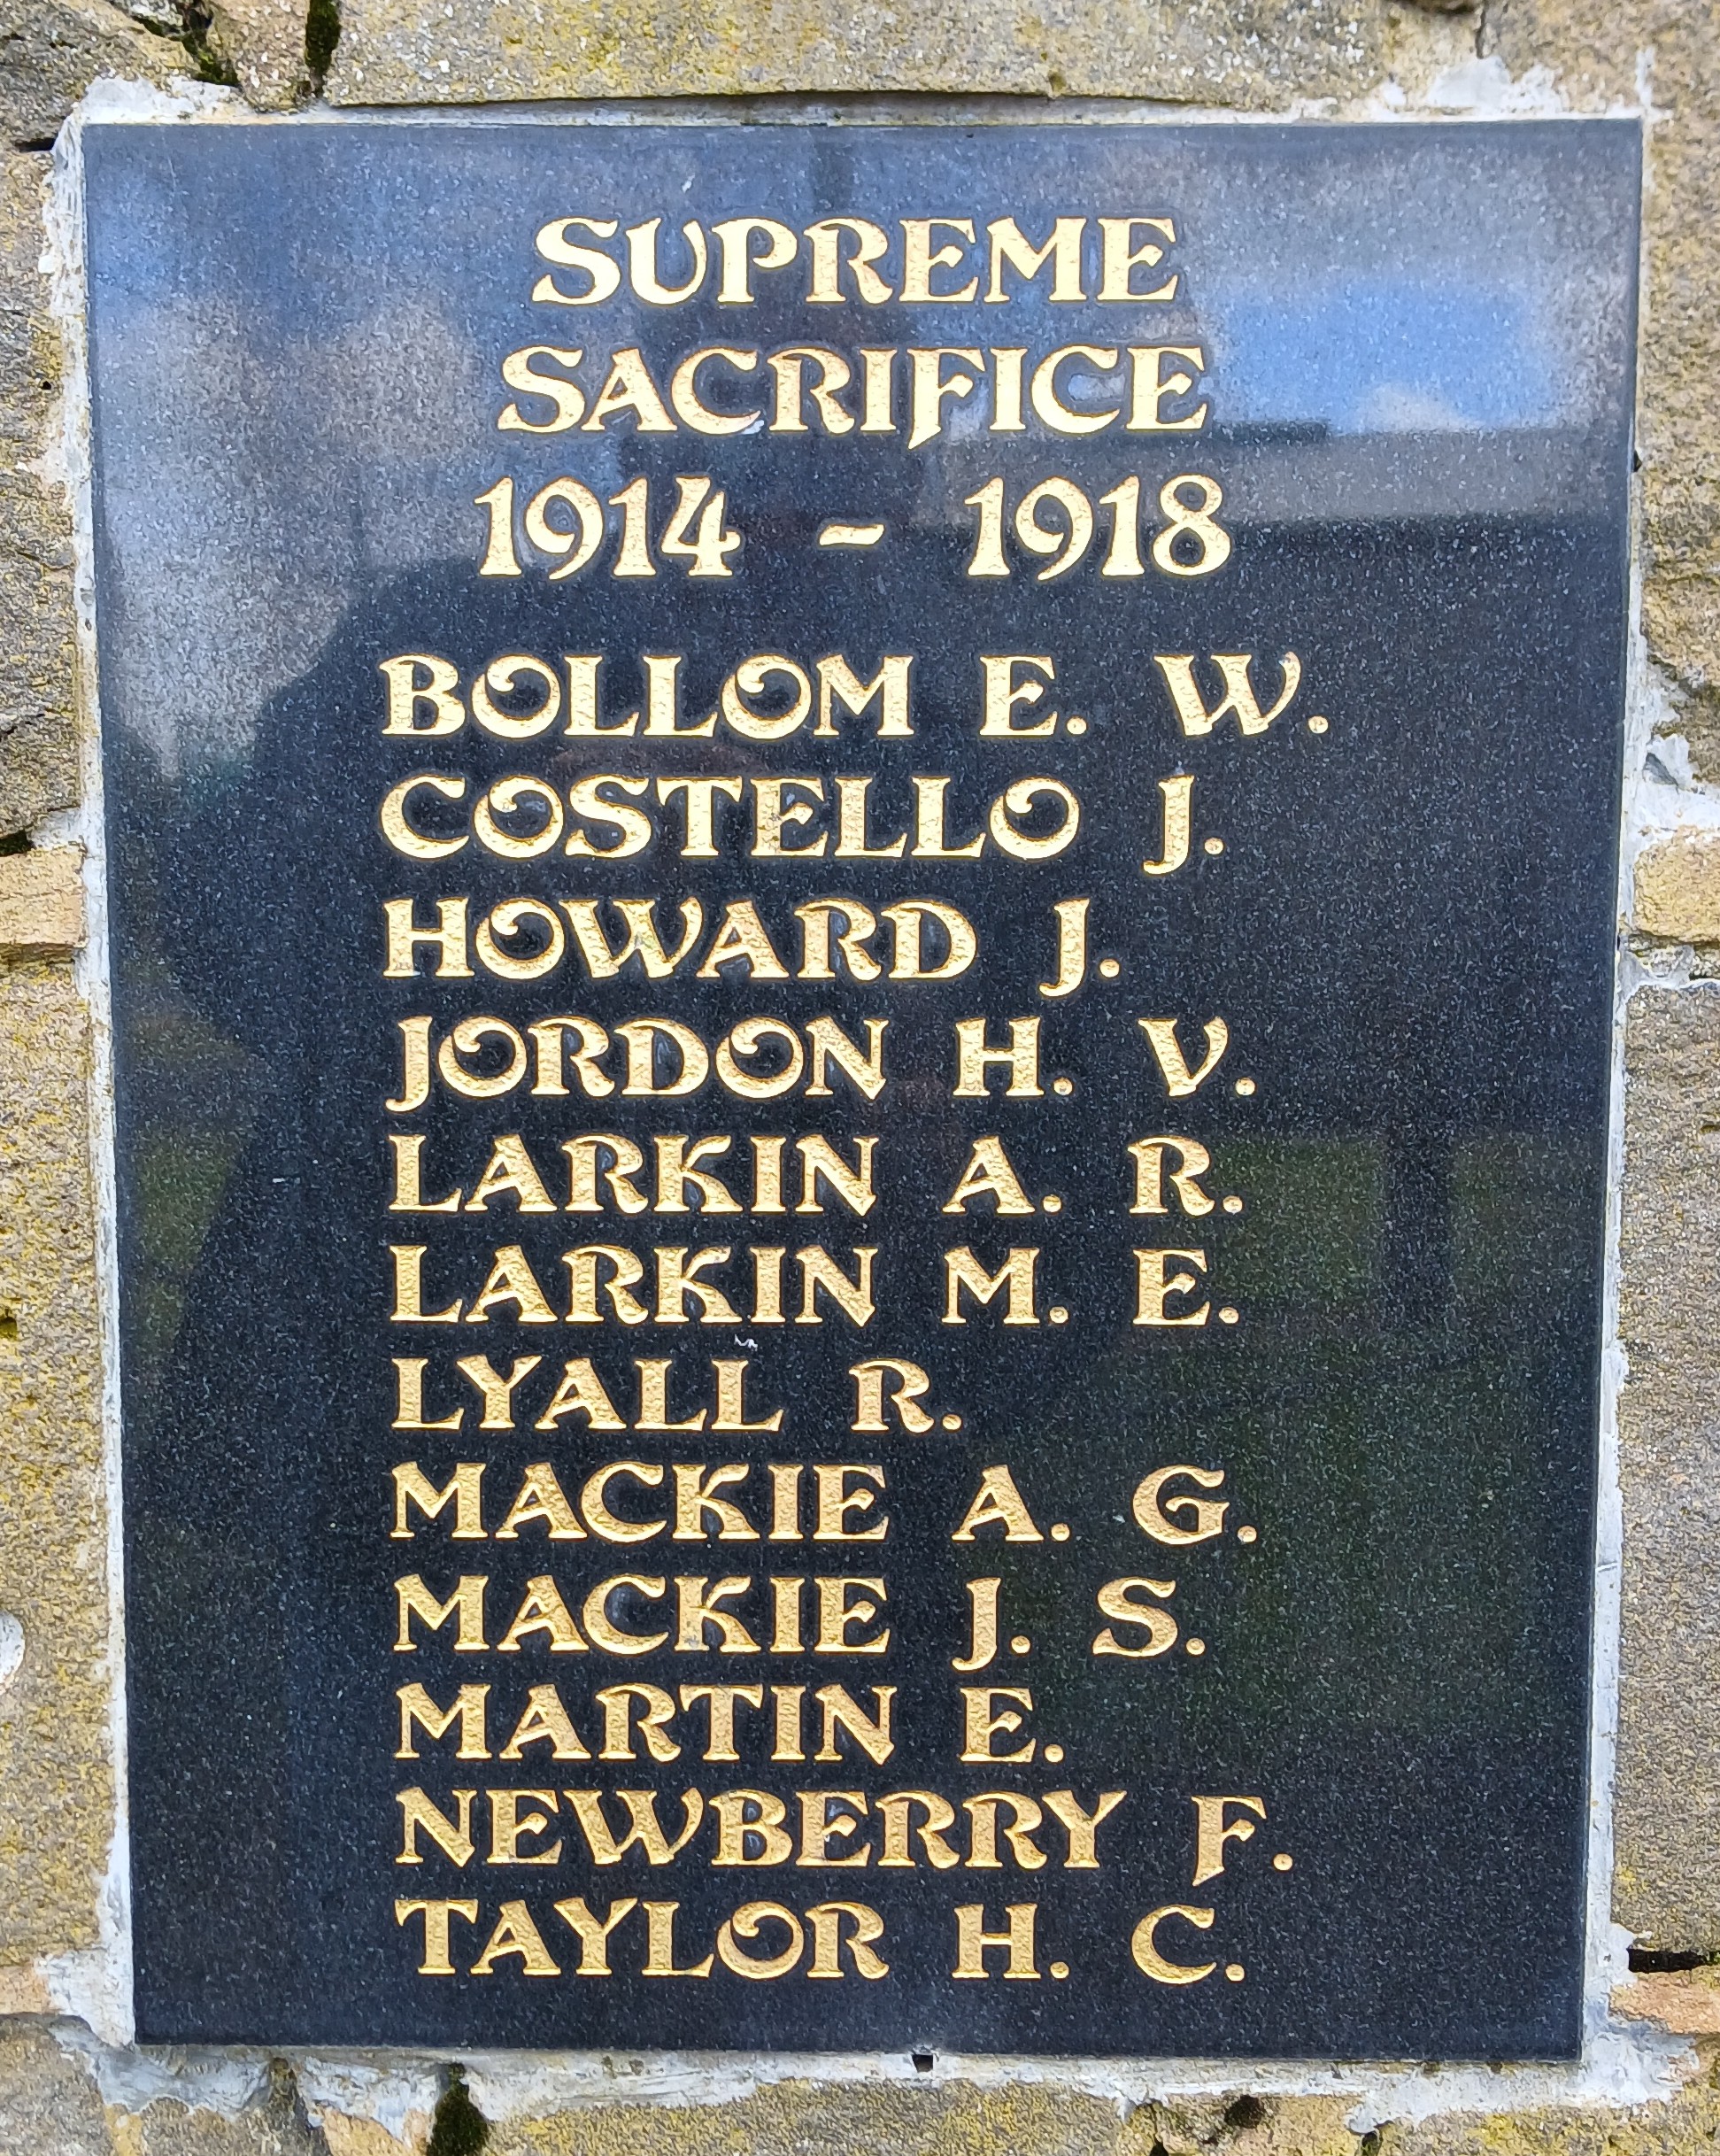 SUPREME
SACRIFICE
1914 - 1918
BOLLOM E. W.
COSTELLO J.
HOWARD J.
JORDON H. V.
LARKIN A. R.
LARKIN M. E.
LYALL R.
MACKIE A. G.
MACKIE J. S.
MARTIN E.
NEWBERRY F.
TAYLOR H. C.